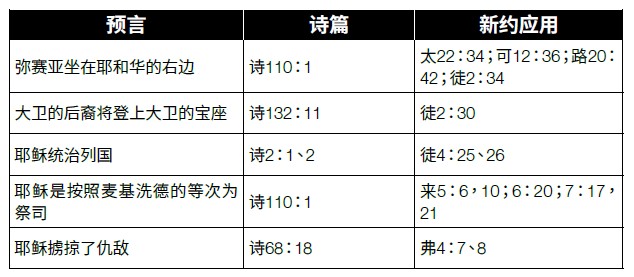 预言 诗篇 新约应用
弥赛亚坐在耶和华的右边 诗110：1 太22：34；可12：36；路20：
42；徒2：34
大卫的后裔将登上大卫的宝座 诗132：11 徒2：30
耶稣统治列国 诗2：1、2 徒4：25、26
耶稣是按照麦基洗德的等次为
祭司 诗110：1 来5：6，10；6：20；7：17，
21
耶稣掳掠了仇敌 诗68：18 弗4：7、8